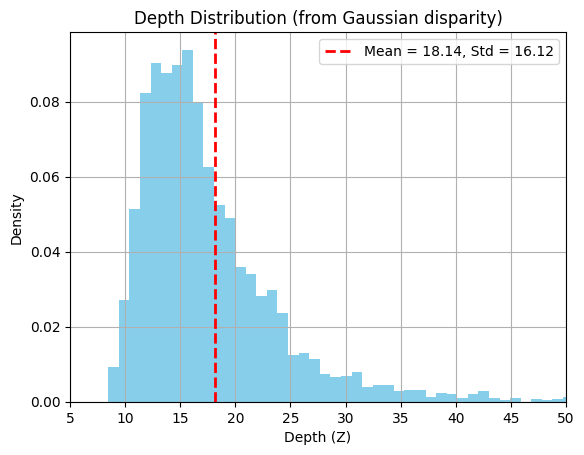 Depth Distribution (from Gaussian disparity)
Mean = 18.14, Std = 16.12
Density
0.08
0.06
0.04
0.02
0.00
5 10 15 20 25 30 35 40 45 50
Depth (Z)